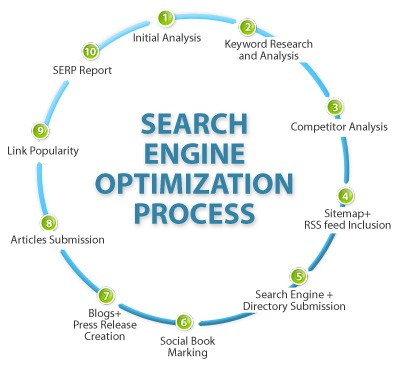 1
Initial Analysis
2
Keyword Research
and Analysis
3
Competitor Analysis
4
Sitemap+
RSS feed Inclusion
5
Search Engine +
Directory Submission
6
Social Book
Marking
7
Blogs+
Press Release
Creation
8
Articles Submission
9
Link Popularity
10
SERP Report
SEARCH
ENGINE
OPTIMIZATION
PROCESS